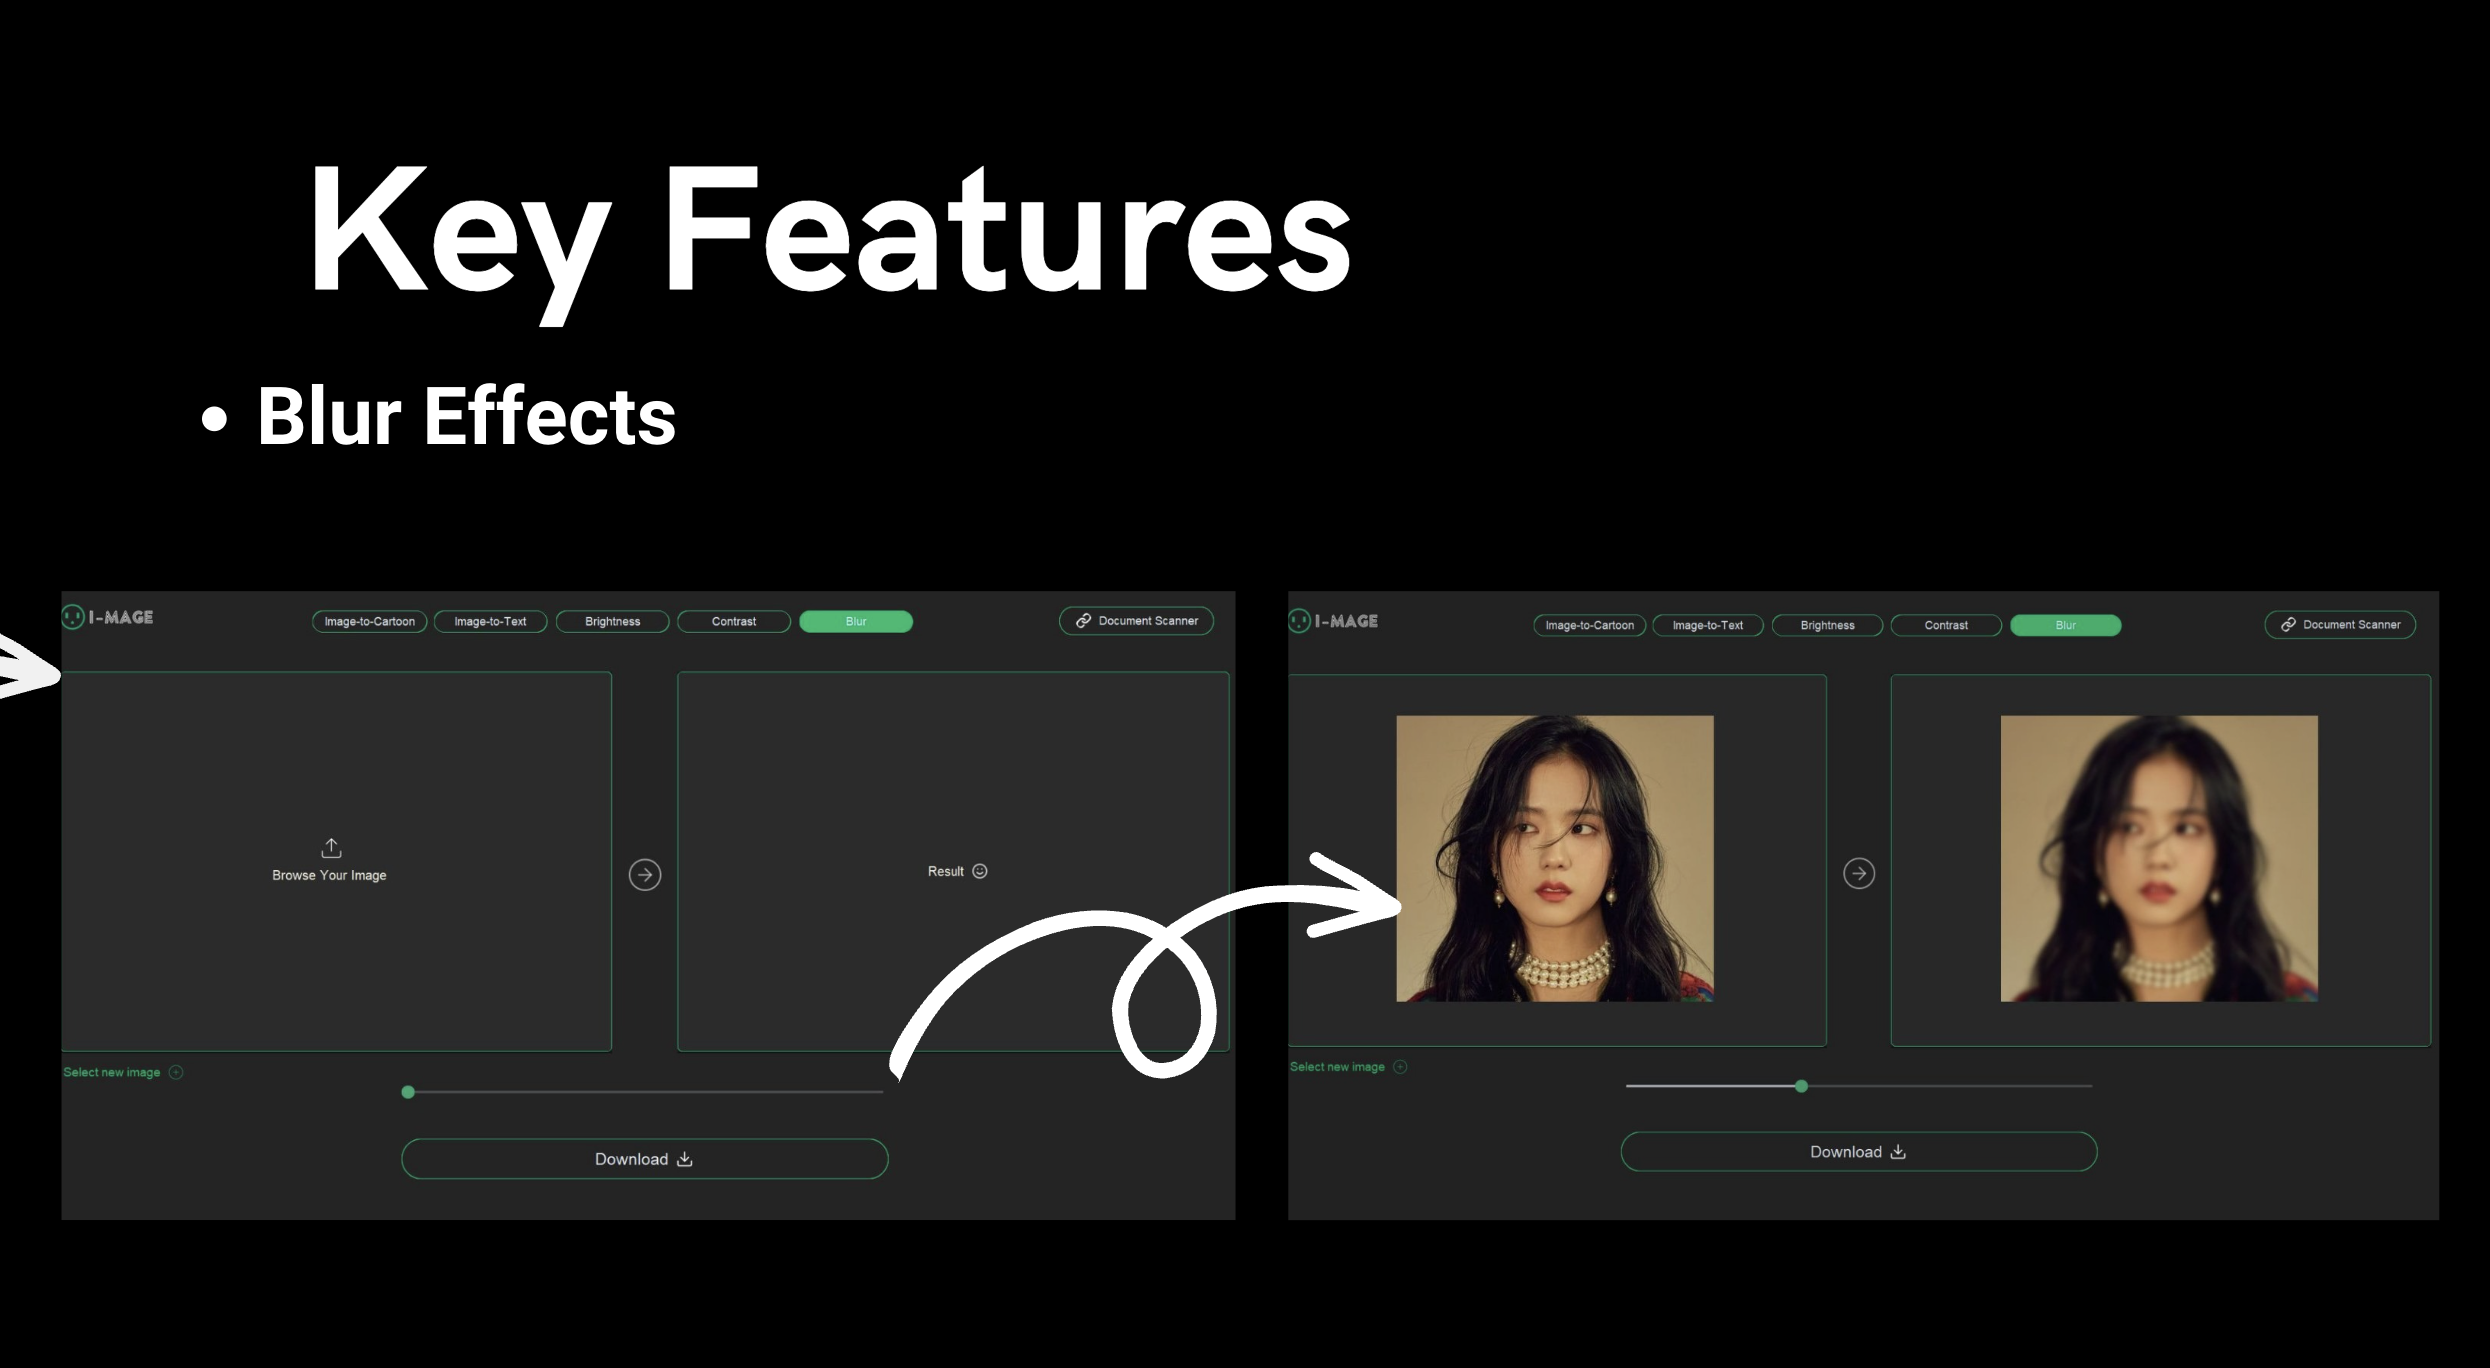 Key Features
• Blur Effects
I-MAGE
Image-to-Cartoon Image-to-Text Brightness Contrast Blur
Document Scanner
Browse Your Image
Result
Select new image
Download
I-MAGE
Image-to-Cartoon Image-to-Text Brightness Contrast Blur
Document Scanner
Select new image
Download